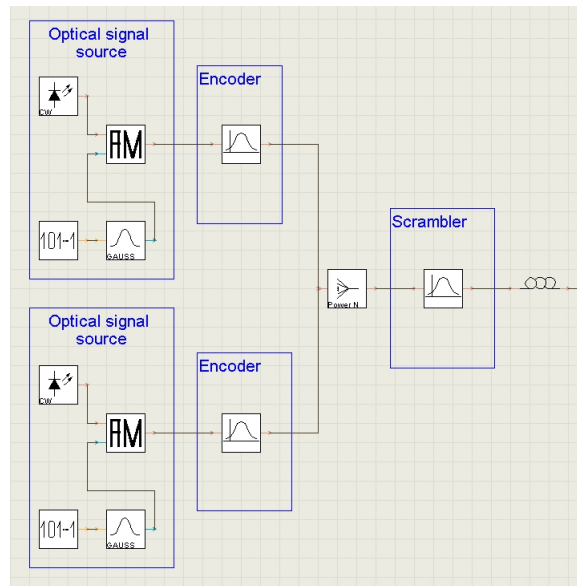 Optical signal
source
Encoder
CW
AM
101-1
GAUSS
Scrambler
Power N
Optical signal
source
Encoder
CW
AM
101-1
GAUSS